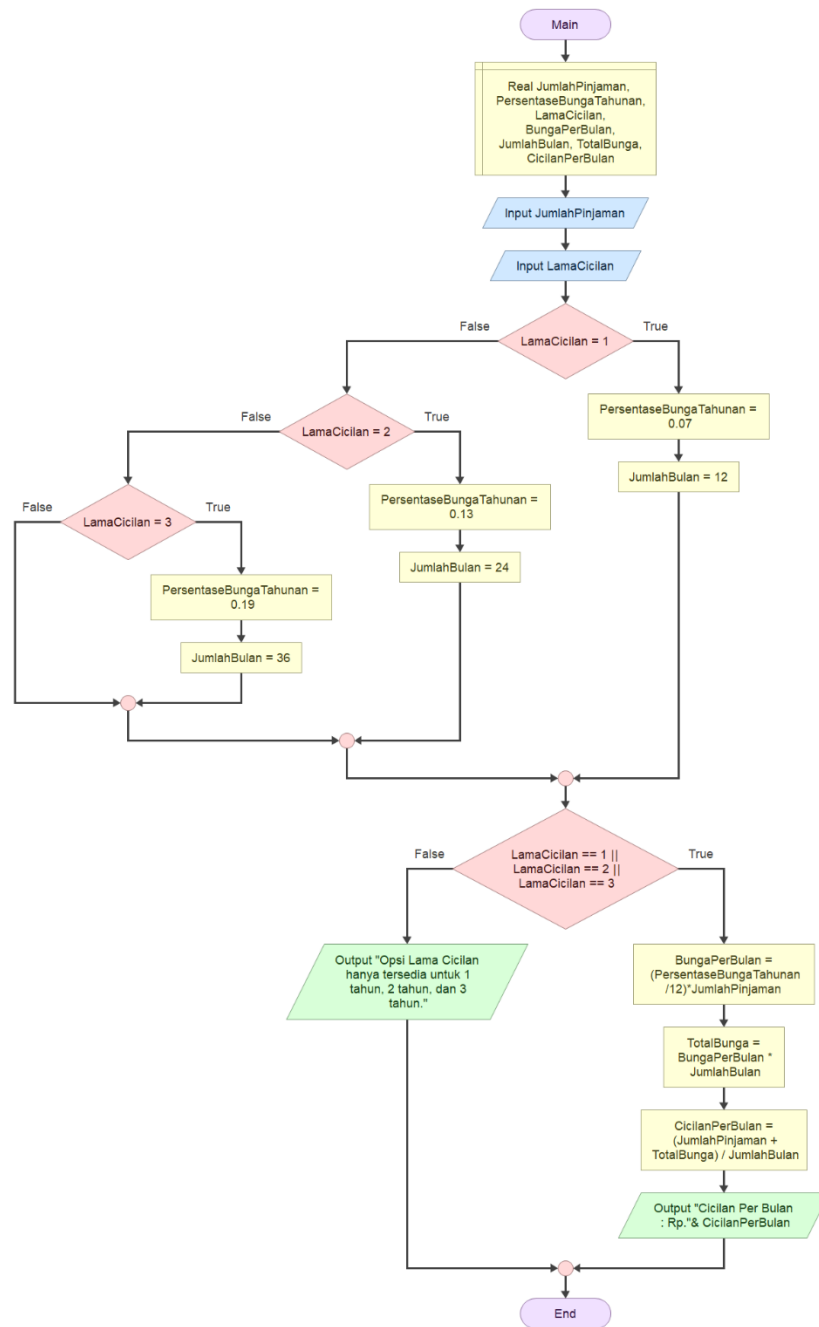 Main
Real JumlahPinjaman,
PersentaseBungaTahunan,
LamaCicilan,
BungaPerBulan,
JumlahBulan, TotalBunga,
CicilanPerBulan
Input JumlahPinjaman
Input LamaCicilan
False
True
LamaCicilan = 1
False
True
LamaCicilan = 2
PersentaseBungaTahunan =
0.07
JumlahBulan = 12
False
True
LamaCicilan = 3
PersentaseBungaTahunan =
0.13
JumlahBulan = 24
PersentaseBungaTahunan =
0.19
JumlahBulan = 36
False
True
LamaCicilan == 1 ||
LamaCicilan == 2 ||
LamaCicilan == 3
Output "Opsi Lama Cicilan
hanya tersedia untuk 1
tahun, 2 tahun, dan 3
tahun."
BungaPerBulan =
(PersentaseBungaTahunan
/12)*JumlahPinjaman
TotalBunga =
BungaPerBulan *
JumlahBulan
CicilanPerBulan =
(JumlahPinjaman +
TotalBunga) / JumlahBulan
Output "Cicilan Per Bulan
: Rp."& CicilanPerBulan
End